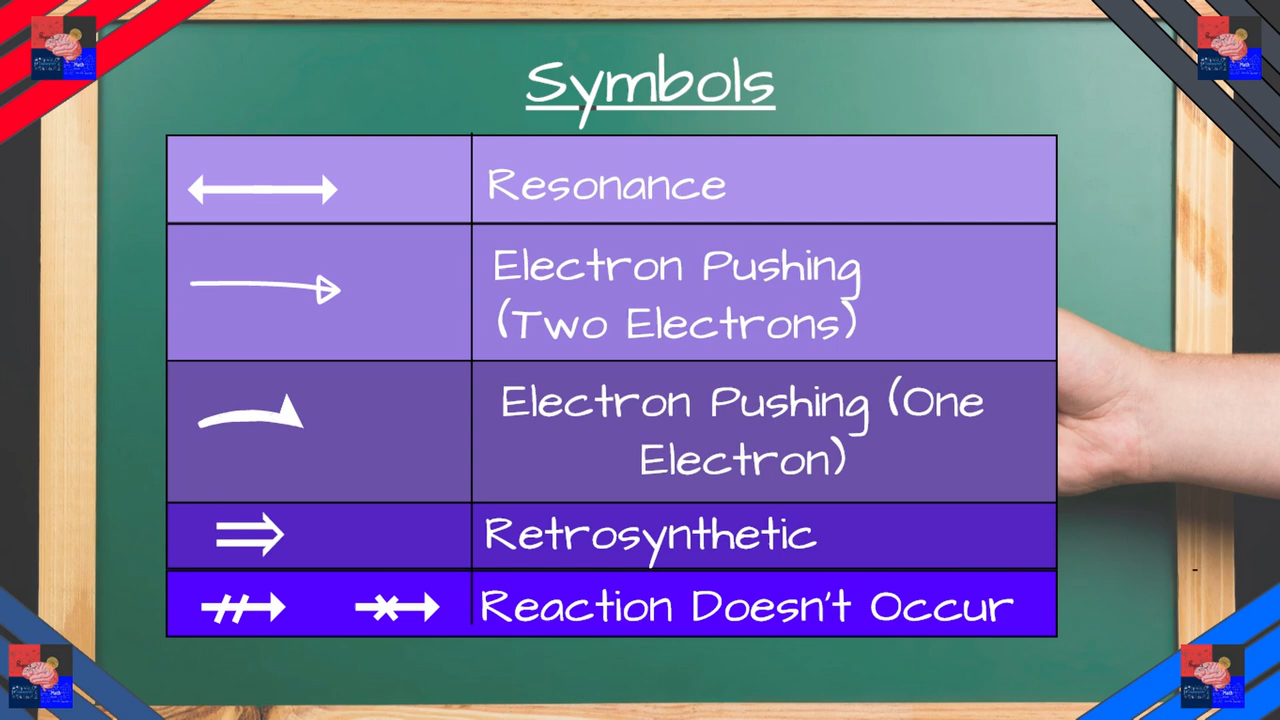 Symbols
Resonance
Electron Pushing
(Two Electrons)
Electron Pushing (One
Electron)
Retrosynthetic
Reaction Doesn't Occur